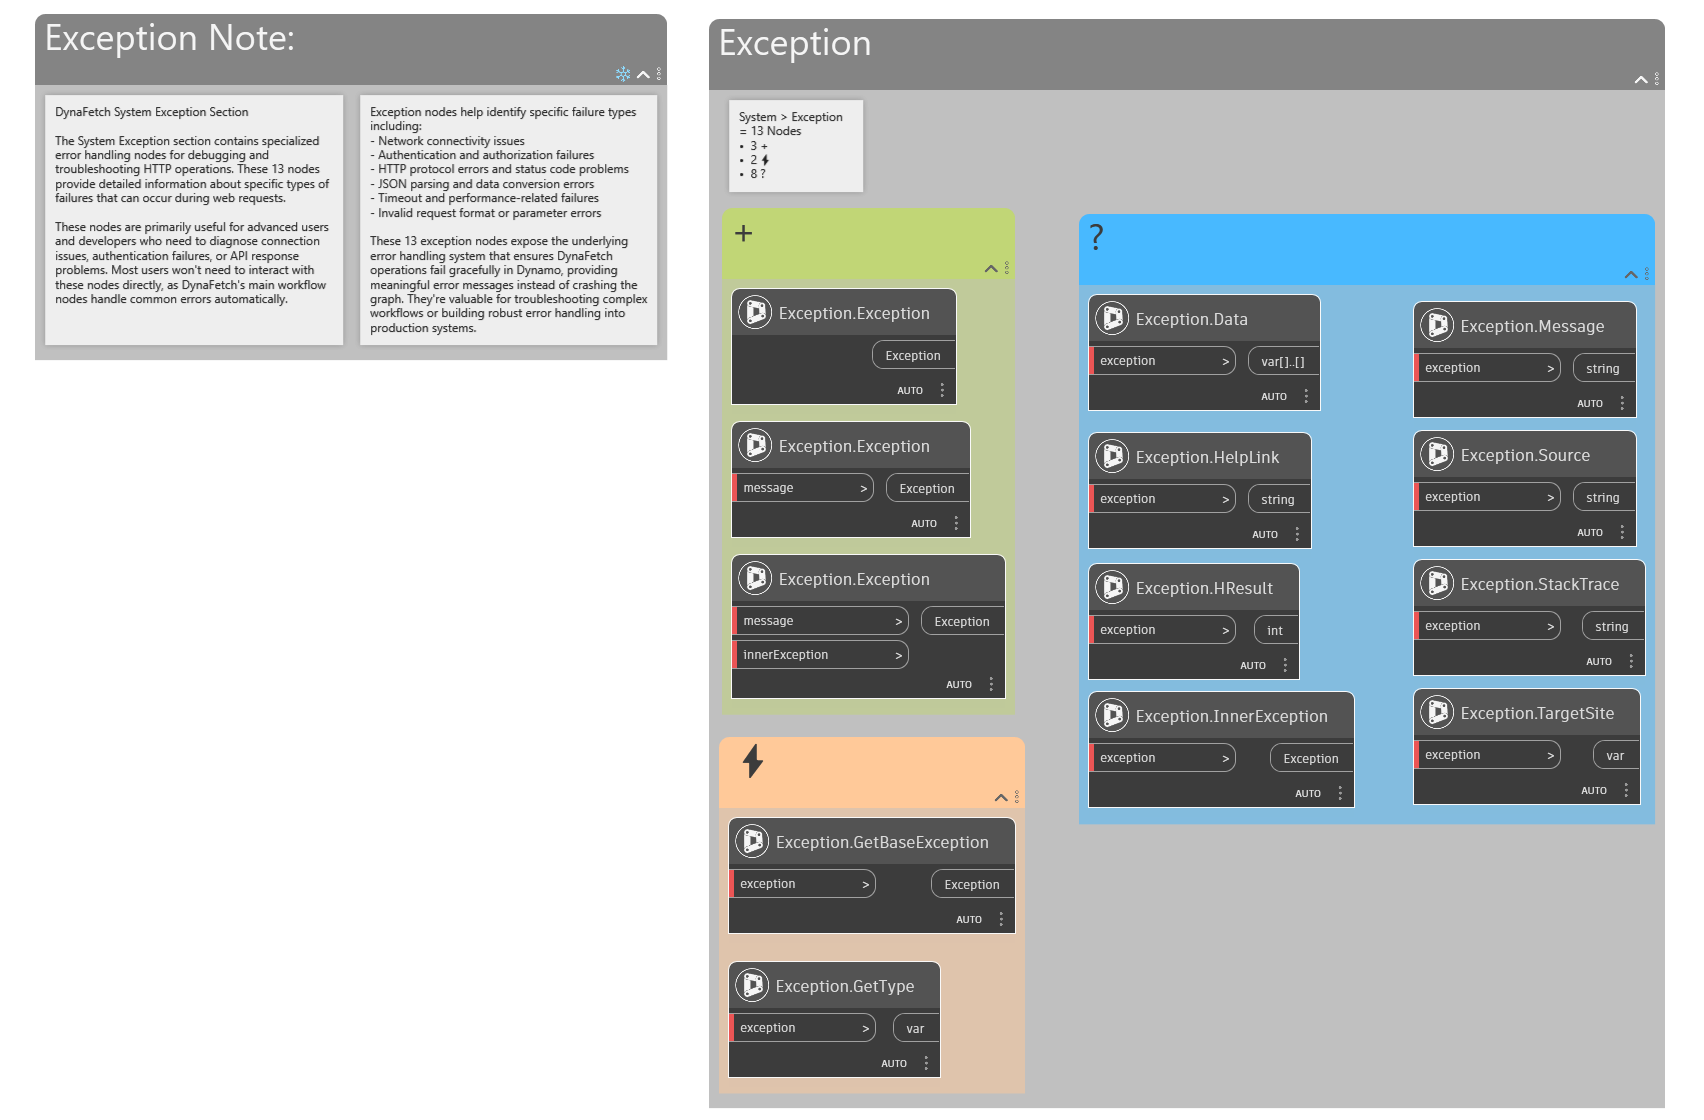 Exception Note:
DynaFetch System Exception Section
The System Exception section contains specialized
error handling nodes for debugging and
troubleshooting HTTP operations. These 13 nodes
provide detailed information about specific types of
failures that can occur during web requests.
These nodes are primarily useful for advanced users
and developers who need to diagnose connection
issues, authentication failures, or API response
problems. Most users won't need to interact with
these nodes directly, as DynaFetch's main workflow
nodes handle common errors automatically.
Exception nodes help identify specific failure types
including:
- Network connectivity issues
- Authentication and authorization failures
- HTTP protocol errors and status code problems
- JSON parsing and data conversion errors
- Timeout and performance-related failures
- Invalid request format or parameter errors
These 13 exception nodes expose the underlying
error handling system that ensures DynaFetch
operations fail gracefully in Dynamo, providing
meaningful error messages instead of crashing the
graph. They're valuable for troubleshooting complex
workflows or building robust error handling into
production systems.
Exception
System > Exception
= 13 Nodes
• 3 +
• 2 ⚡
• 8 ?
+
Exception.Exception
Exception
AUTO
Exception.Exception
message >
Exception
AUTO
Exception.Exception
message >
Exception
innerException >
AUTO
⚡
Exception.GetBaseException
exception >
Exception
AUTO
Exception.GetType
exception >
var
AUTO
?
Exception.Data
exception >
var[]..[]
AUTO
Exception.HelpLink
exception >
string
AUTO
Exception.HResult
exception >
int
AUTO
Exception.InnerException
exception >
Exception
AUTO
Exception.Message
exception >
string
AUTO
Exception.Source
exception >
string
AUTO
Exception.StackTrace
exception >
string
AUTO
Exception.TargetSite
exception >
var
AUTO